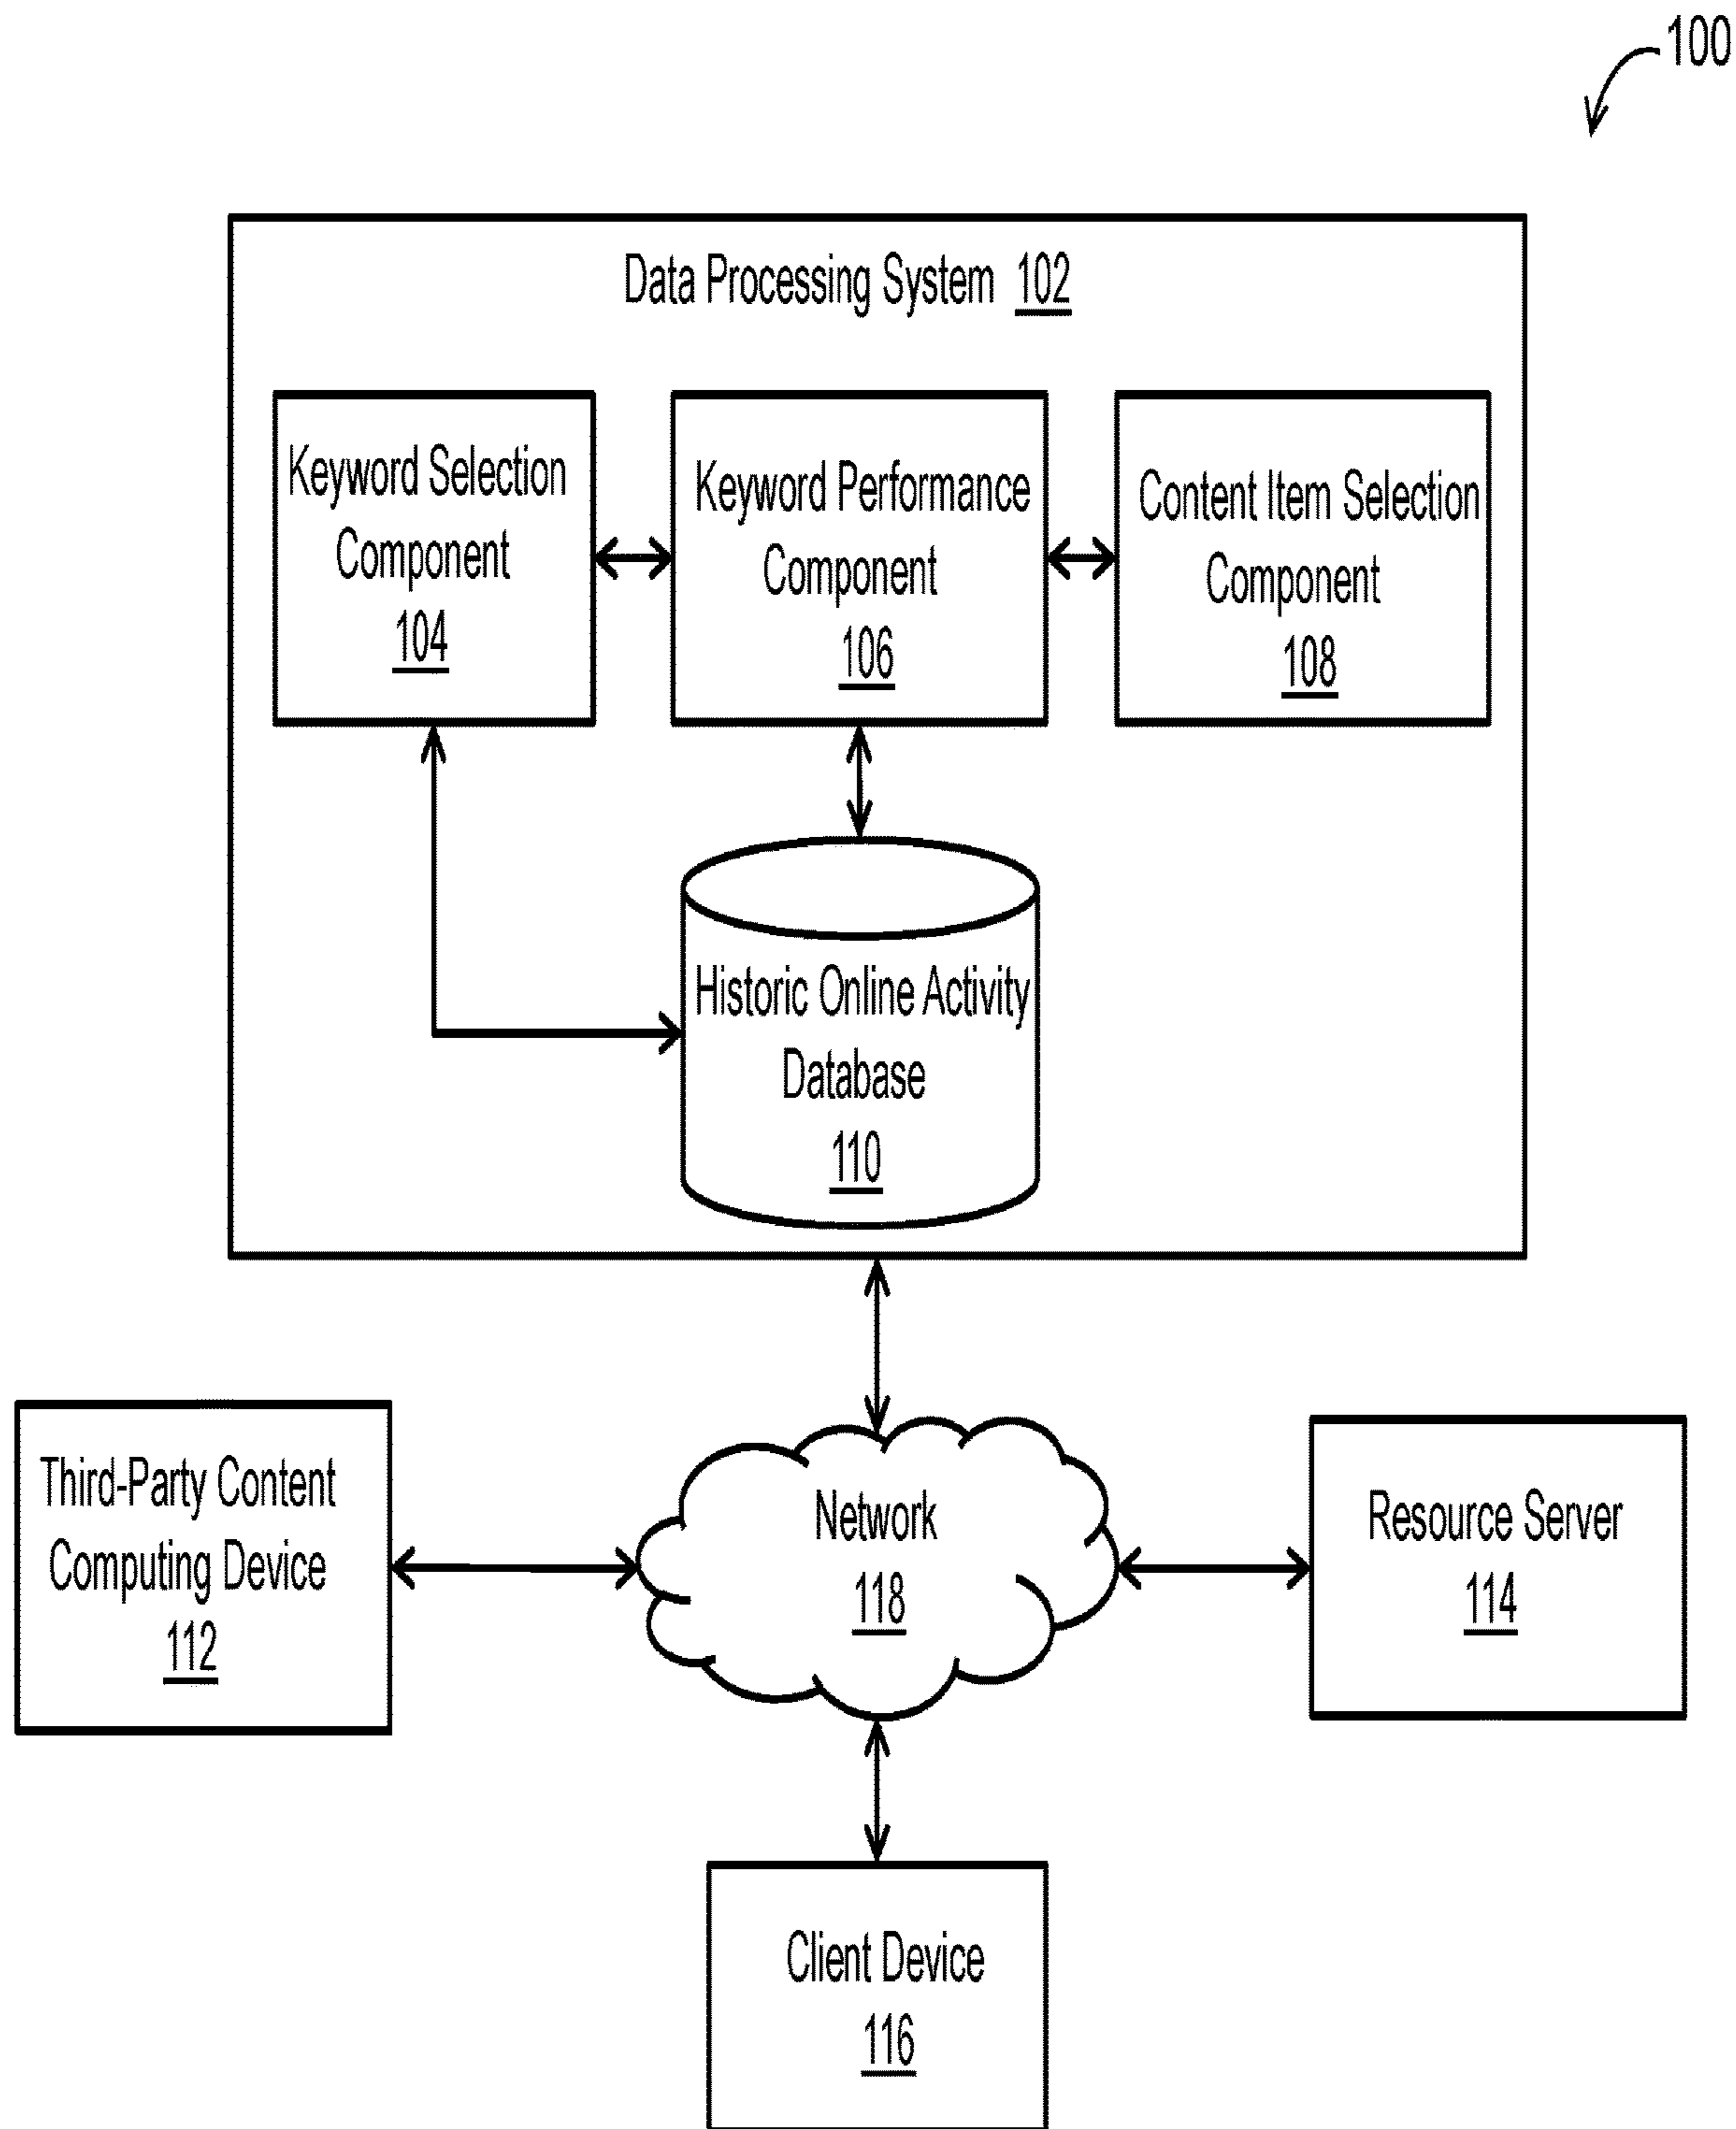 100
Data Processing System 102
Keyword Selection
Component
104
Keyword Performance
Component
106
Content Item Selection
Component
108
Historic Online Activity
Database
110
Third-Party Content
Computing Device
112
Network
118
Resource Server
114
Client Device
116